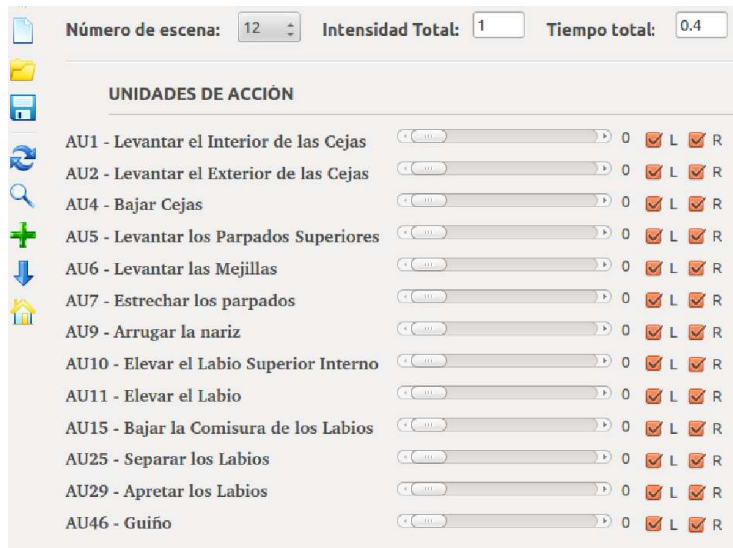 Número de escena: 12 Intensidad Total: 1 Tiempo total: 0.4
UNIDADES DE ACCIÓN
AU1 - Levantar el Interior de las Cejas 0 L R
AU2 - Levantar el Exterior de las Cejas 0 L R
AU4 - Bajar Cejas 0 L R
AU5 - Levantar los Parpados Superiores 0 L R
AU6 - Levantar las Mejillas 0 L R
AU7 - Estrechar los parpados 0 L R
AU9 - Arrugar la nariz 0 L R
AU10 - Elevar el Labio Superior Interno 0 L R
AU11 - Elevar el Labio 0 L R
AU15 - Bajar la Comisura de los Labios 0 L R
AU25 - Separar los Labios 0 L R
AU29 - Apretar los Labios 0 L R
AU46 - Guiño 0 L R